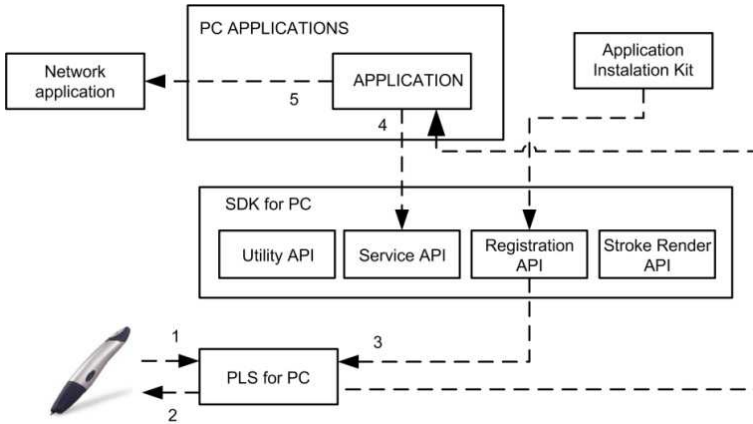 PC APPLICATIONS
Application
Instalation Kit
Network
application
APPLICATION
5
4
SDK for PC
Utility API
Service API
Registration
API
Stroke Render
API
1
3
PLS for PC
2